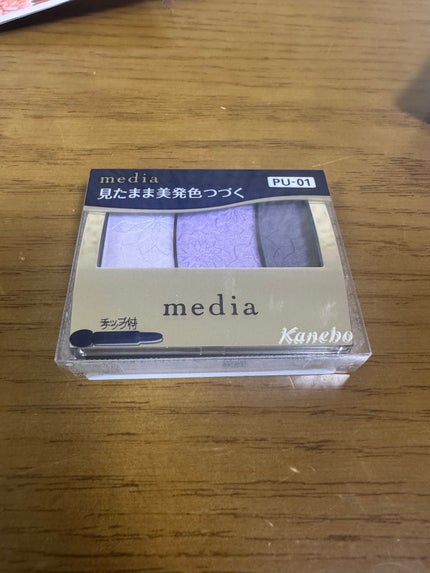 media
見たまま美発色つづく
PU-01
media
チップ付
Kanebo